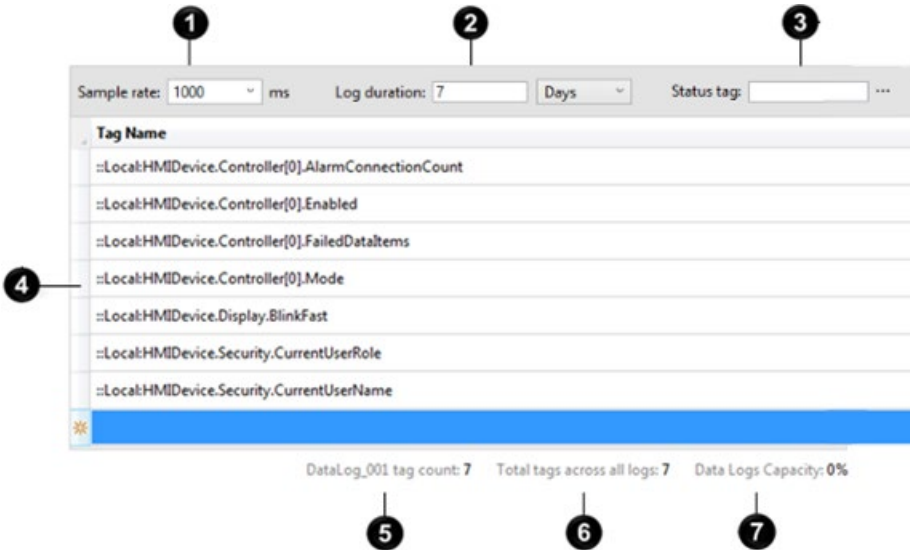 1 2 3
Sample rate: 1000 ms Log duration: 7 Days Status tag: ...
Tag Name
::Local:HMIDevice.Controller[0].AlarmConnectionCount
::Local:HMIDevice.Controller[0].Enabled
::Local:HMIDevice.Controller[0].FailedDataItems
4 ::Local:HMIDevice.Controller[0].Mode
::Local:HMIDevice.Display.BlinkFast
::Local:HMIDevice.Security.CurrentUserRole
::Local:HMIDevice.Security.CurrentUserName
DataLog_001 tag count: 7 Total tags across all logs: 7 Data Logs Capacity: 0%
5 6 7